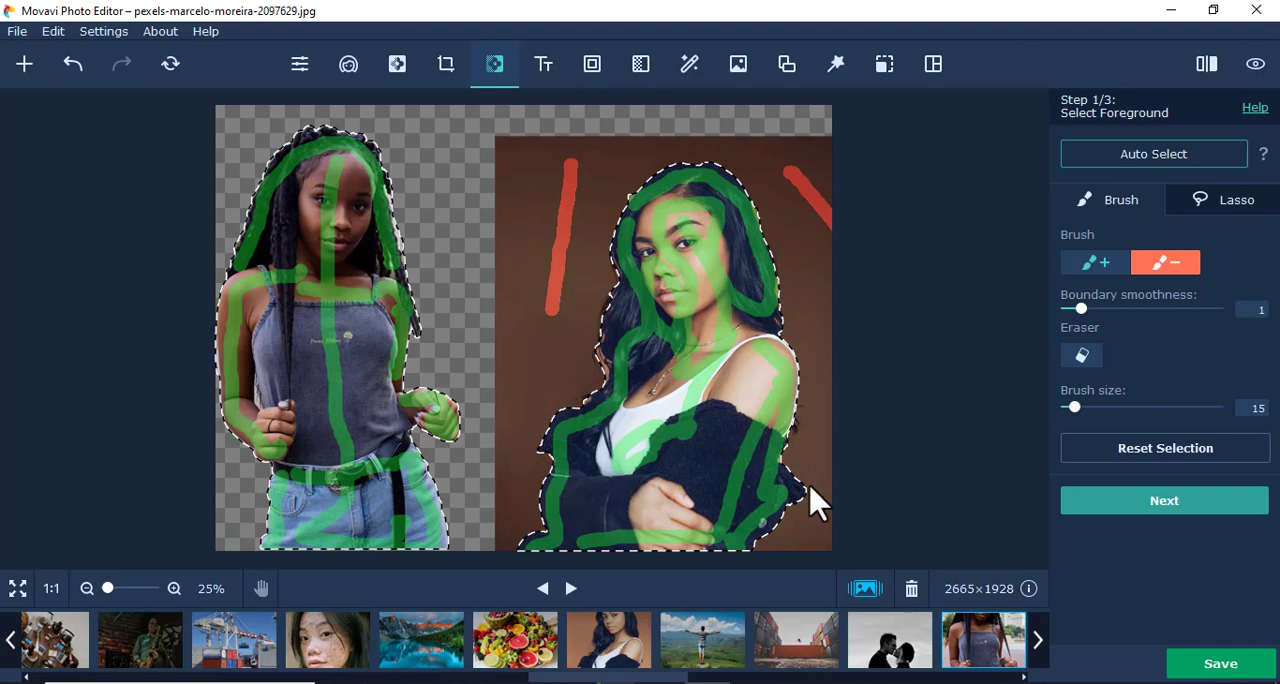 Movavi Photo Editor – pexels-marcelo-moreira-2097629.jpg
File Edit Settings About Help
Step 1/3:
Select Foreground
Help
Auto Select
?
Brush
Lasso
Brush
Boundary smoothness:
1
Eraser
Brush size:
15
Reset Selection
Next
1:1
25%
2665×1928
Save